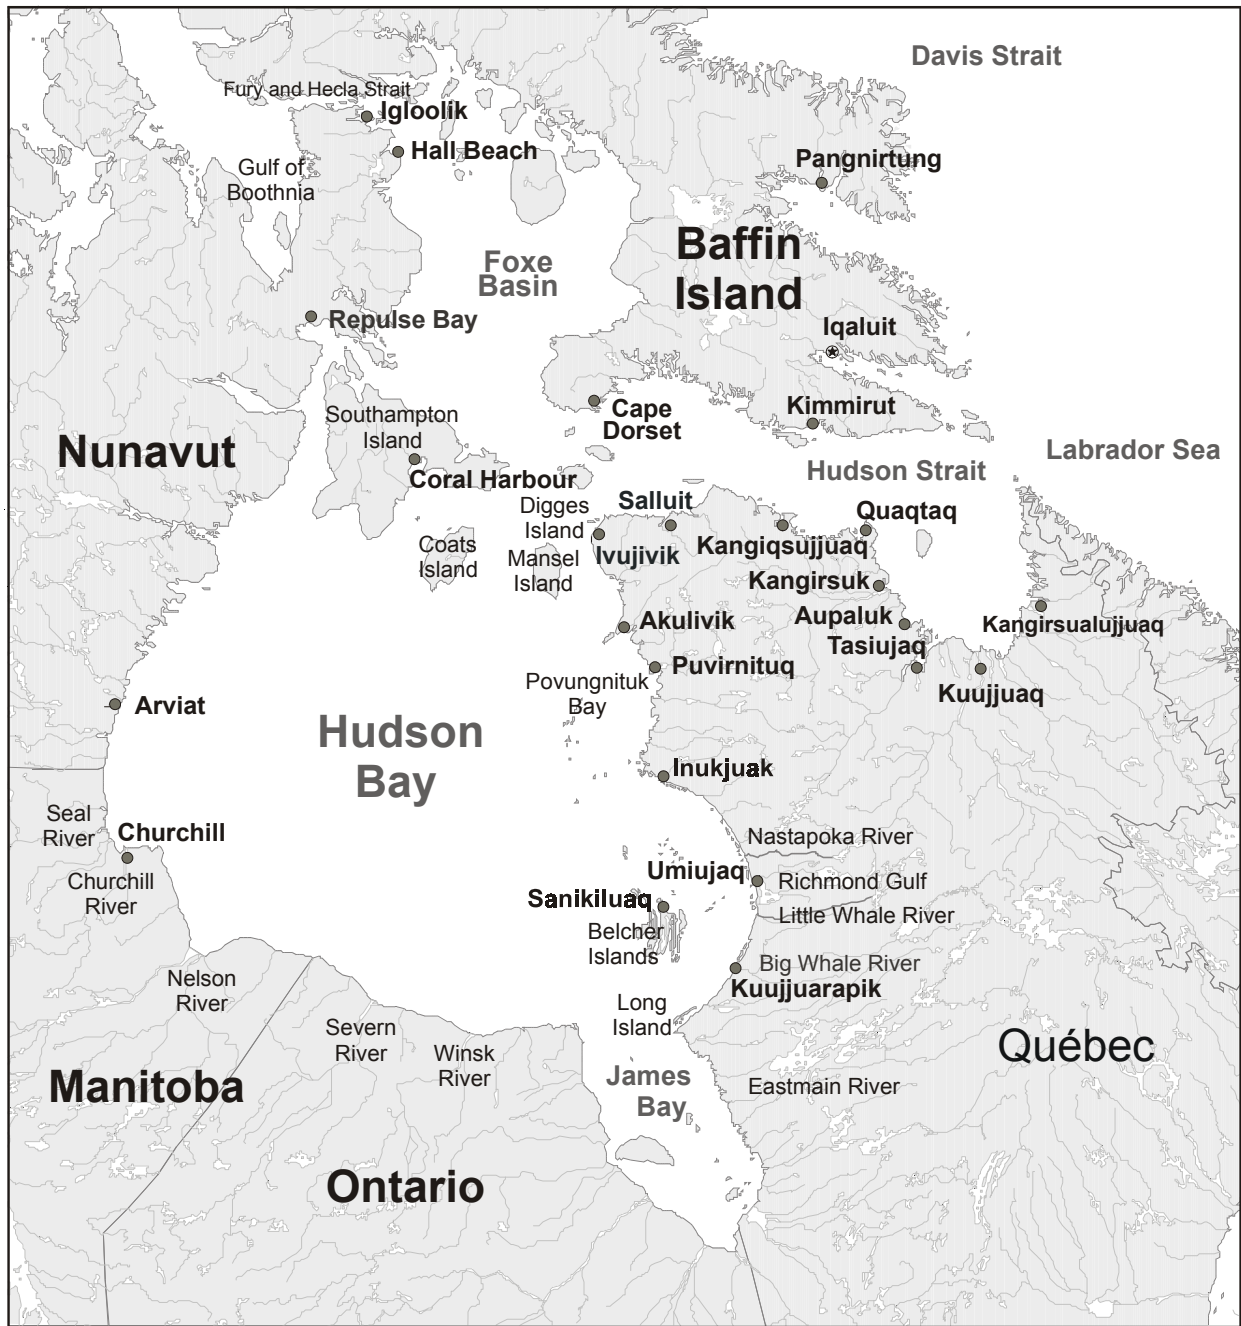 Davis Strait
Fury and Hecla Strait
Igloolik
Hall Beach
Pangnirtung
Gulf of
Boothnia
Baffin
Island
Foxe
Basin
Repulse Bay
Iqaluit
Southampton
Island
Cape
Dorset
Kimmirut
Nunavut
Labrador Sea
Hudson Strait
Coral Harbour
Digges
Island
Salluit
Quaqtaq
Coats
Island
Mansel
Island
Ivujivik
Kangiqsujjuaq
Kangirsuk
Akulivik
Aupaluk
Kangirsualujjuaq
Tasiujaq
Puvirnituq
Povungnituk
Bay
Kuujjuaq
Arviat
Hudson
Bay
Inukjuak
Seal
River
Churchill
Nastapoka River
Churchill
River
Umiujaq
Richmond Gulf
Sanikiluaq
Little Whale River
Belcher
Islands
Big Whale River
Kuujjuarapik
Nelson
River
Long
Island
Severn
River
Winsk
River
Québec
Manitoba
James
Bay
Eastmain River
Ontario